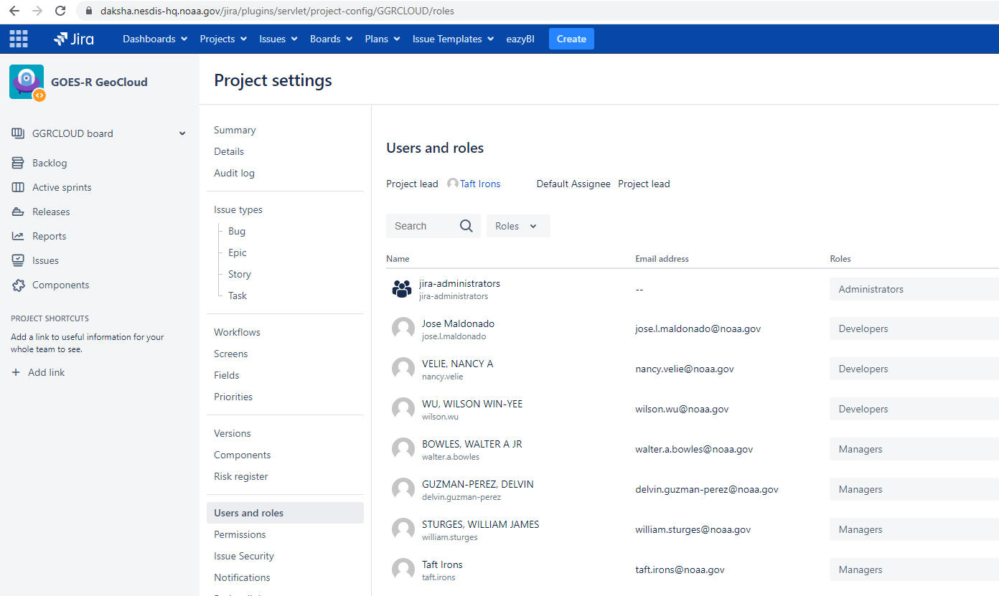 daksha.nesdis-hq.noaa.gov/jira/plugins/servlet/project-config/GGRCLOUD/roles
Jira Dashboards Projects Issues Boards Plans Issue Templates eazyBI Create
GOES-R GeoCloud
GGRCLOUD board
Backlog
Active sprints
Releases
Reports
Issues
Components
PROJECT SHORTCUTS
Add a link to useful information for your
whole team to see.
+ Add link
Project settings
Summary
Details
Audit log
Issue types
Bug
Epic
Story
Task
Workflows
Screens
Fields
Priorities
Versions
Components
Risk register
Users and roles
Permissions
Issue Security
Notifications
Users and roles
Project lead Taft Irons Default Assignee Project lead
Search Roles
Name Email address Roles
jira-administrators -- Administrators
jira-administrators
Jose Maldonado jose.l.maldonado@noaa.gov Developers
jose.l.maldonado
VELIE, NANCY A nancy.velie@noaa.gov Developers
nancy.velie
WU, WILSON WIN-YEE wilson.wu@noaa.gov Developers
wilson.wu
BOWLES, WALTER A JR walter.a.bowles@noaa.gov Managers
walter.a.bowles
GUZMAN-PEREZ, DELVIN delvin.guzman-perez@noaa.gov Managers
delvin.guzman-perez
STURGES, WILLIAM JAMES william.sturges@noaa.gov Managers
william.sturges
Taft Irons taft.irons@noaa.gov Managers
taft.irons